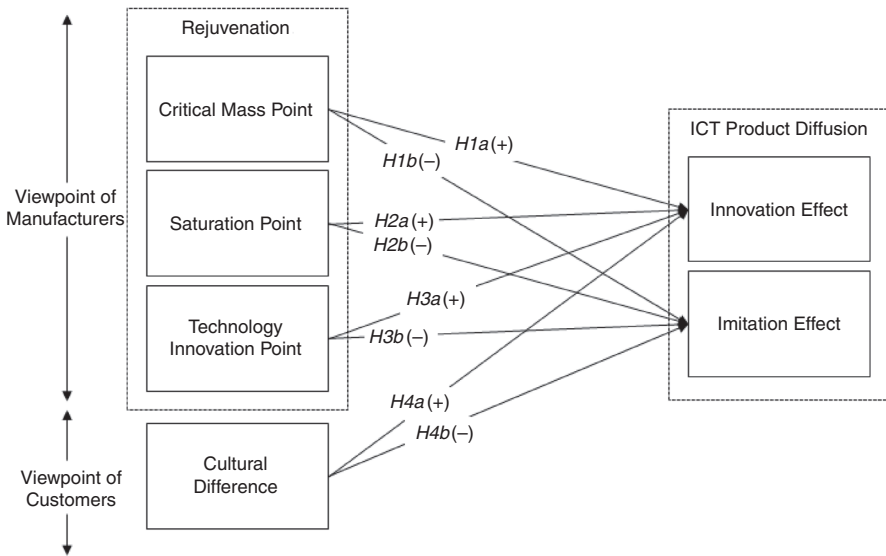 Rejuvenation
Critical Mass Point
Saturation Point
Technology
Innovation Point
Cultural
Difference
Viewpoint of
Manufacturers
Viewpoint of
Customers
H1a(+)
H1b(–)
H2a(+)
H2b(–)
H3a(+)
H3b(–)
H4a(+)
H4b(–)
ICT Product Diffusion
Innovation Effect
Imitation Effect